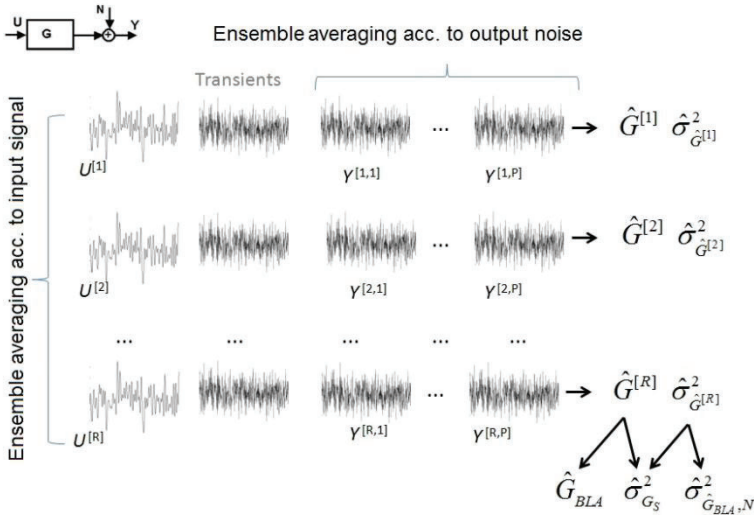 N
U G + Y
Ensemble averaging acc. to output noise
Ensemble averaging acc. to input signal
Transients
... Ĝ^[1] σ̂²_Ĝ^[1]
U^[1] Y^[1,1] Y^[1,P]
... Ĝ^[2] σ̂²_Ĝ^[2]
U^[2] Y^[2,1] Y^[2,P]
... ... ... ... ...
... Ĝ^[R] σ̂²_Ĝ^[R]
U^[R] Y^[R,1] Y^[R,P]
Ĝ_BLA σ̂²_G_S σ̂²_Ĝ_BLA,N